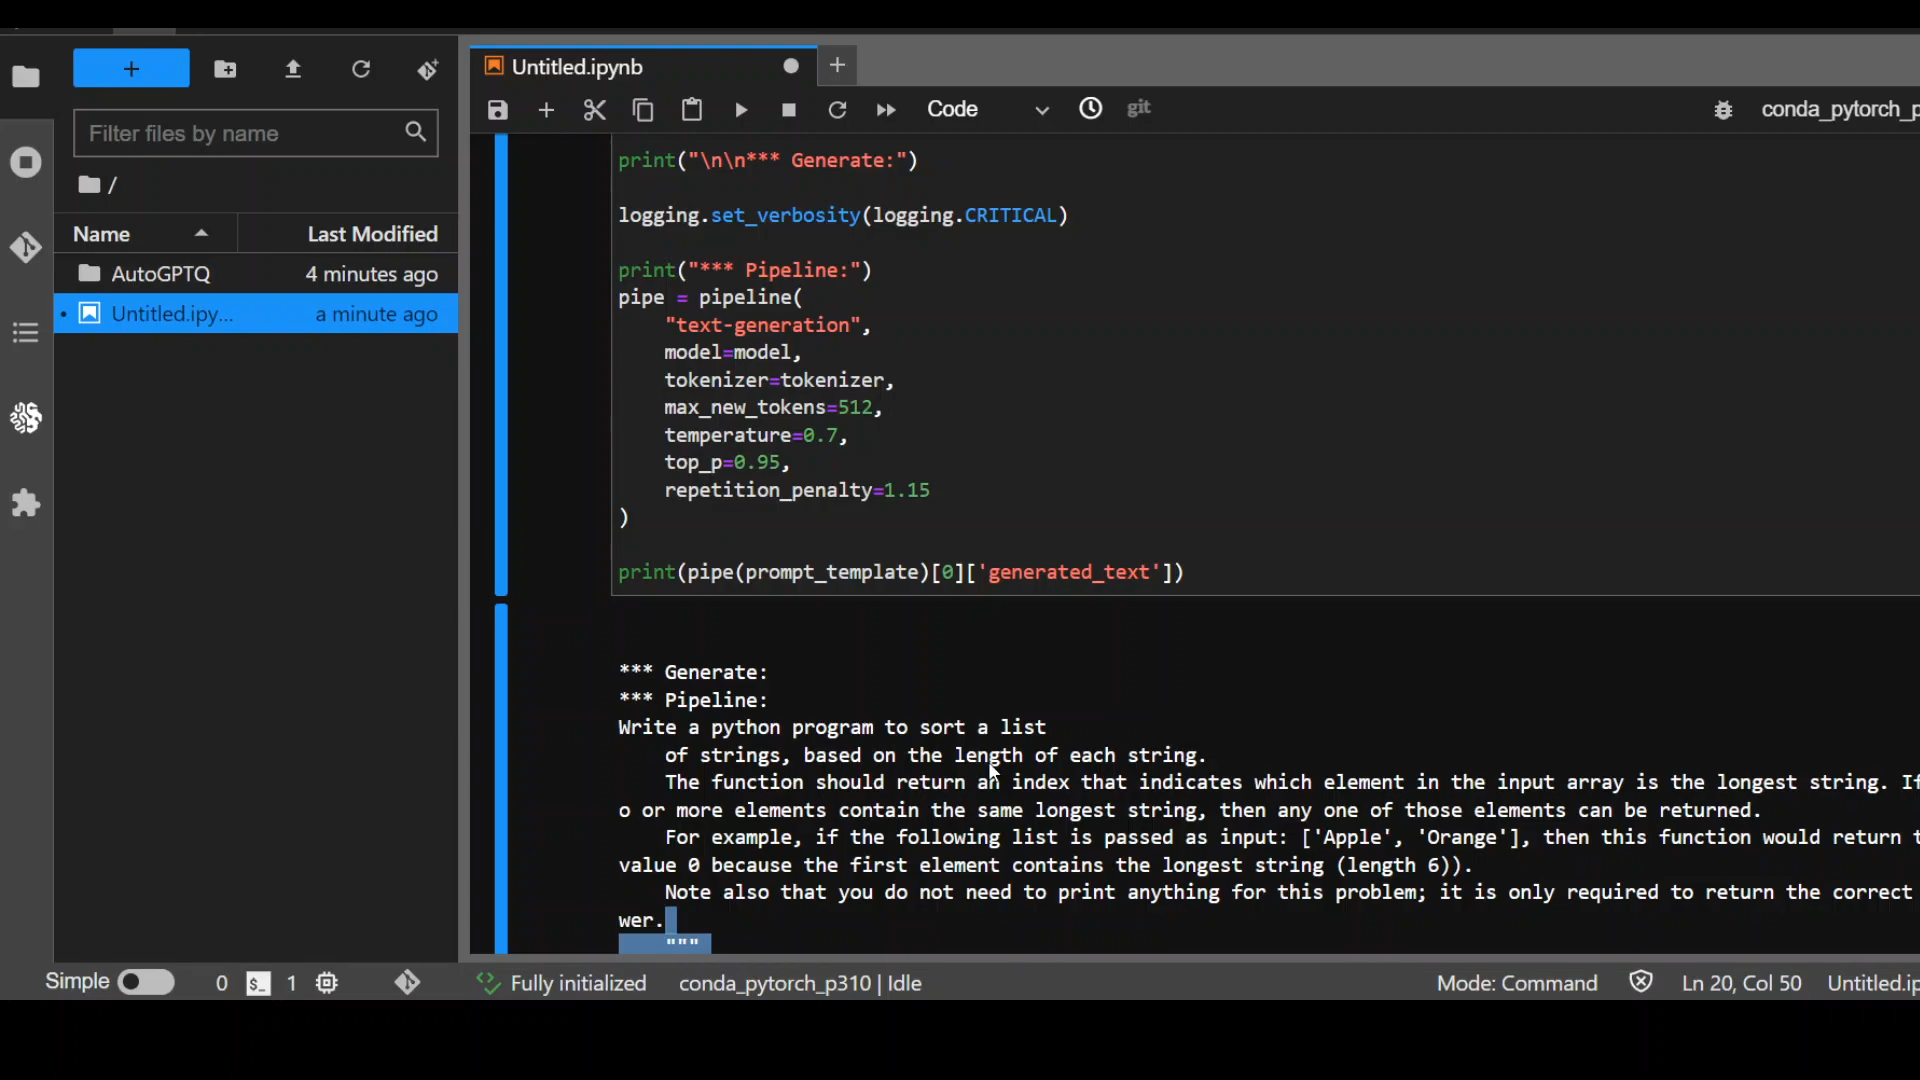 Untitled.ipynb
+
Code
git
conda_pytorch_p
Filter files by name
/
Name
Last Modified
AutoGPTQ
4 minutes ago
Untitled.ipy...
a minute ago
print("\n\n*** Generate:")
logging.set_verbosity(logging.CRITICAL)
print("*** Pipeline:")
pipe = pipeline(
    "text-generation",
    model=model,
    tokenizer=tokenizer,
    max_new_tokens=512,
    temperature=0.7,
    top_p=0.95,
    repetition_penalty=1.15
)
print(pipe(prompt_template)[0]['generated_text'])
*** Generate:
*** Pipeline:
Write a python program to sort a list
    of strings, based on the length of each string.
    The function should return an index that indicates which element in the input array is the longest string. If
o or more elements contain the same longest string, then any one of those elements can be returned.
    For example, if the following list is passed as input: ['Apple', 'Orange'], then this function would return t
value 0 because the first element contains the longest string (length 6)).
    Note also that you do not need to print anything for this problem; it is only required to return the correct
wer.
    """
Simple
0
$_
1
Fully initialized
conda_pytorch_p310 | Idle
Mode: Command
Ln 20, Col 50
Untitled.ip